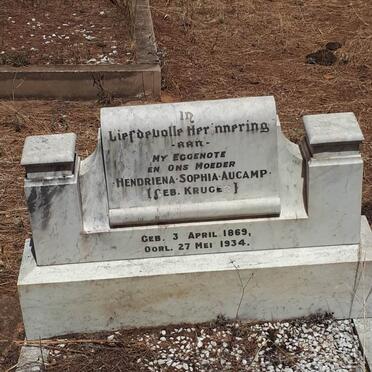 In
Liefdevolle Herinnering
-aan-
My Eggenote
en Ons Moeder
Hendriena·Sophia·Aucamp.
(Geb. Kruge )
Geb. 3 April 1869,
Oorl. 27 Mei 1934.